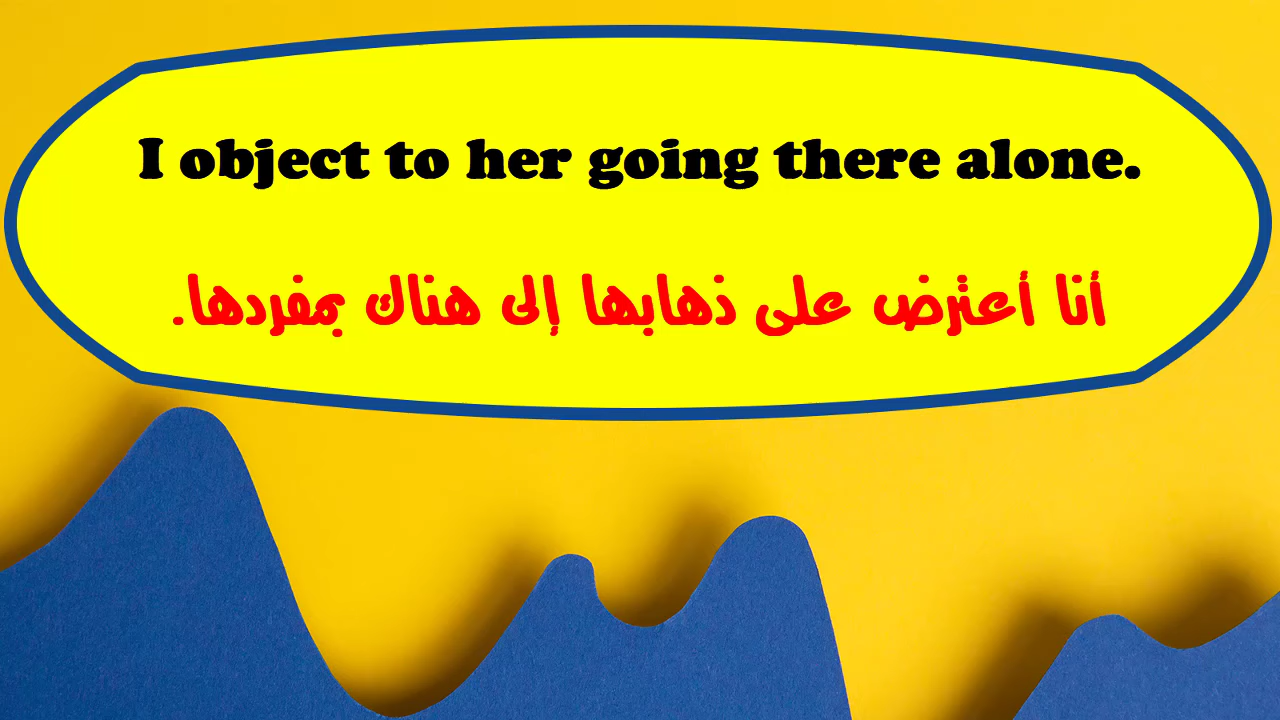 I object to her going there alone.
أنا أعترض على ذهابها إلى هناك بمفردها.